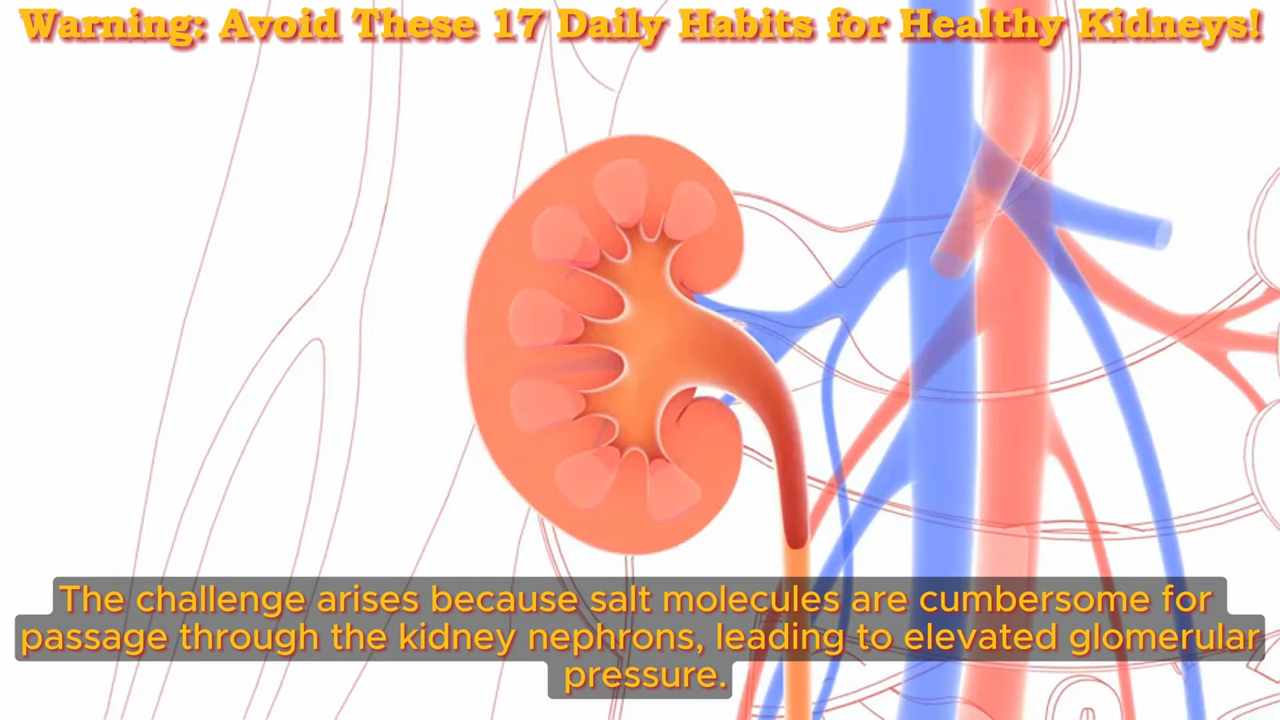 Warning: Avoid These 17 Daily Habits for Healthy Kidneys!
The challenge arises because salt molecules are cumbersome for
passage through the kidney nephrons, leading to elevated glomerular
pressure.